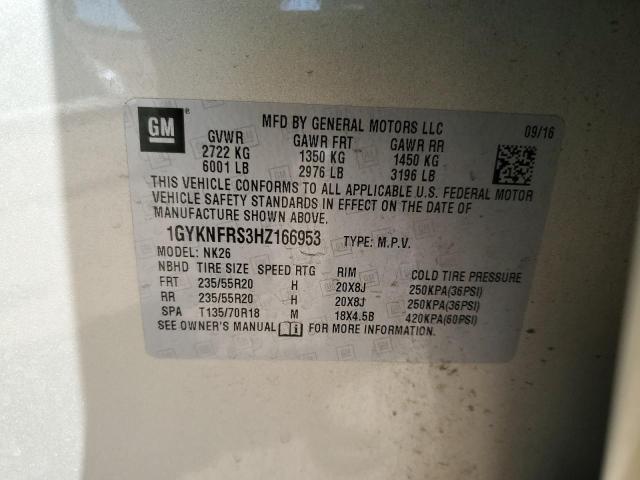 GM
MFD BY GENERAL MOTORS LLC
09/16
GVWR GAWR FRT GAWR RR
2722 KG 1350 KG 1450 KG
6001 LB 2976 LB 3196 LB
THIS VEHICLE CONFORMS TO ALL APPLICABLE U.S. FEDERAL MOTOR
VEHICLE SAFETY STANDARDS IN EFFECT ON THE DATE OF
MANUFACTURE SHOWN ABOVE.
1GYKNFRS3HZ166953 TYPE: M.P.V.
MODEL: NK26
NBHD TIRE SIZE SPEED RTG RIM COLD TIRE PRESSURE
FRT 235/55R20 H 20X8J 250KPA(36PSI)
RR 235/55R20 H 20X8J 250KPA(36PSI)
SPA T135/70R18 M 18X4.5B 420KPA(60PSI)
SEE OWNER'S MANUAL FOR MORE INFORMATION.